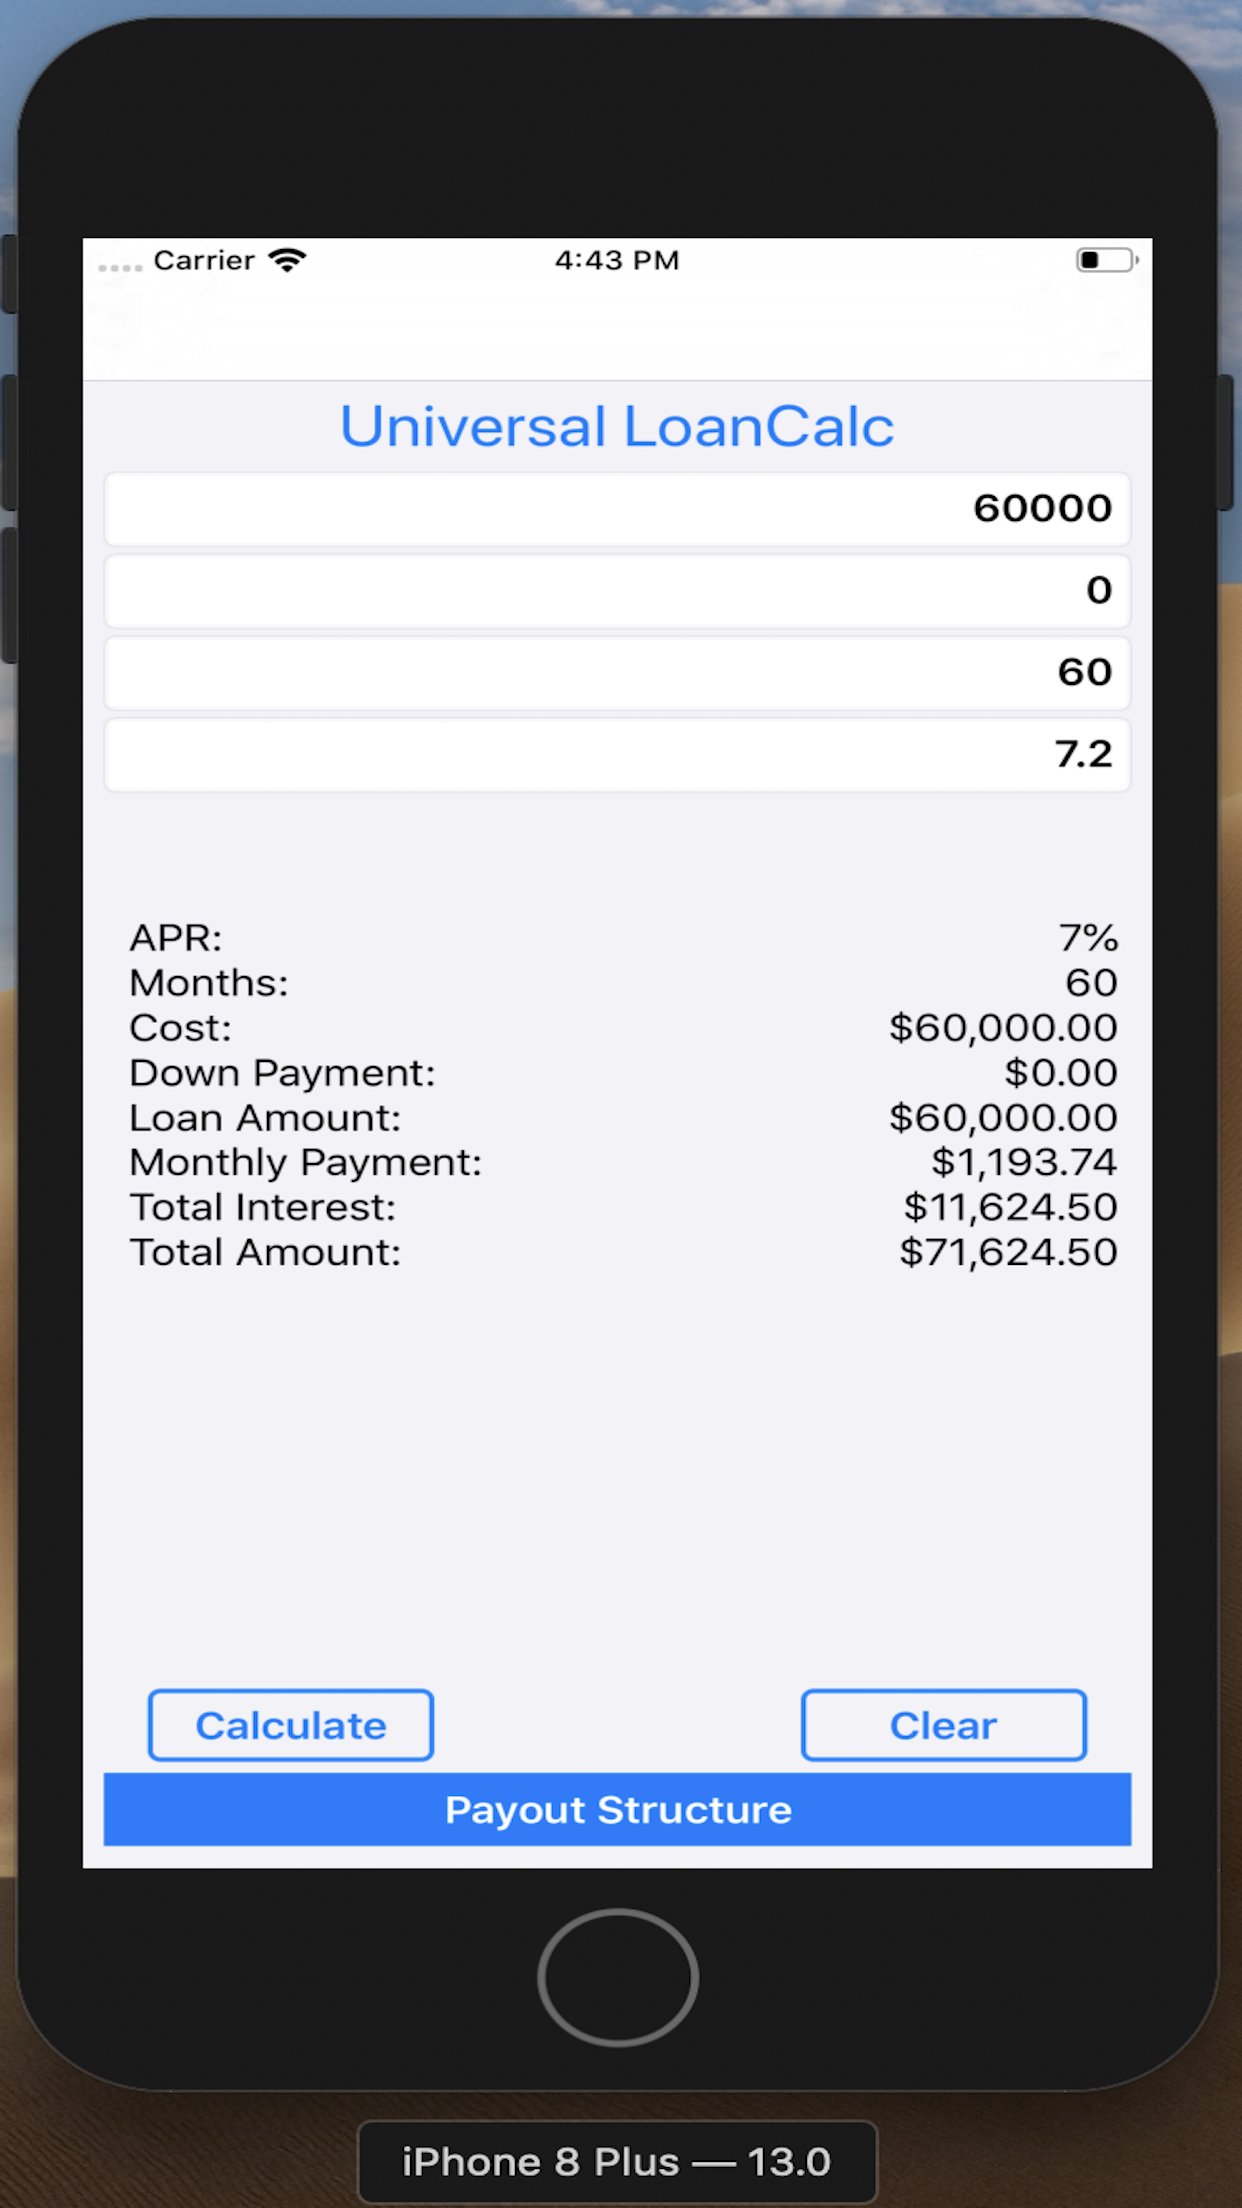 Carrier 4:43 PM
Universal LoanCalc
60000
0
60
7.2
APR: 7%
Months: 60
Cost: $60,000.00
Down Payment: $0.00
Loan Amount: $60,000.00
Monthly Payment: $1,193.74
Total Interest: $11,624.50
Total Amount: $71,624.50
Calculate Clear
Payout Structure
iPhone 8 Plus — 13.0